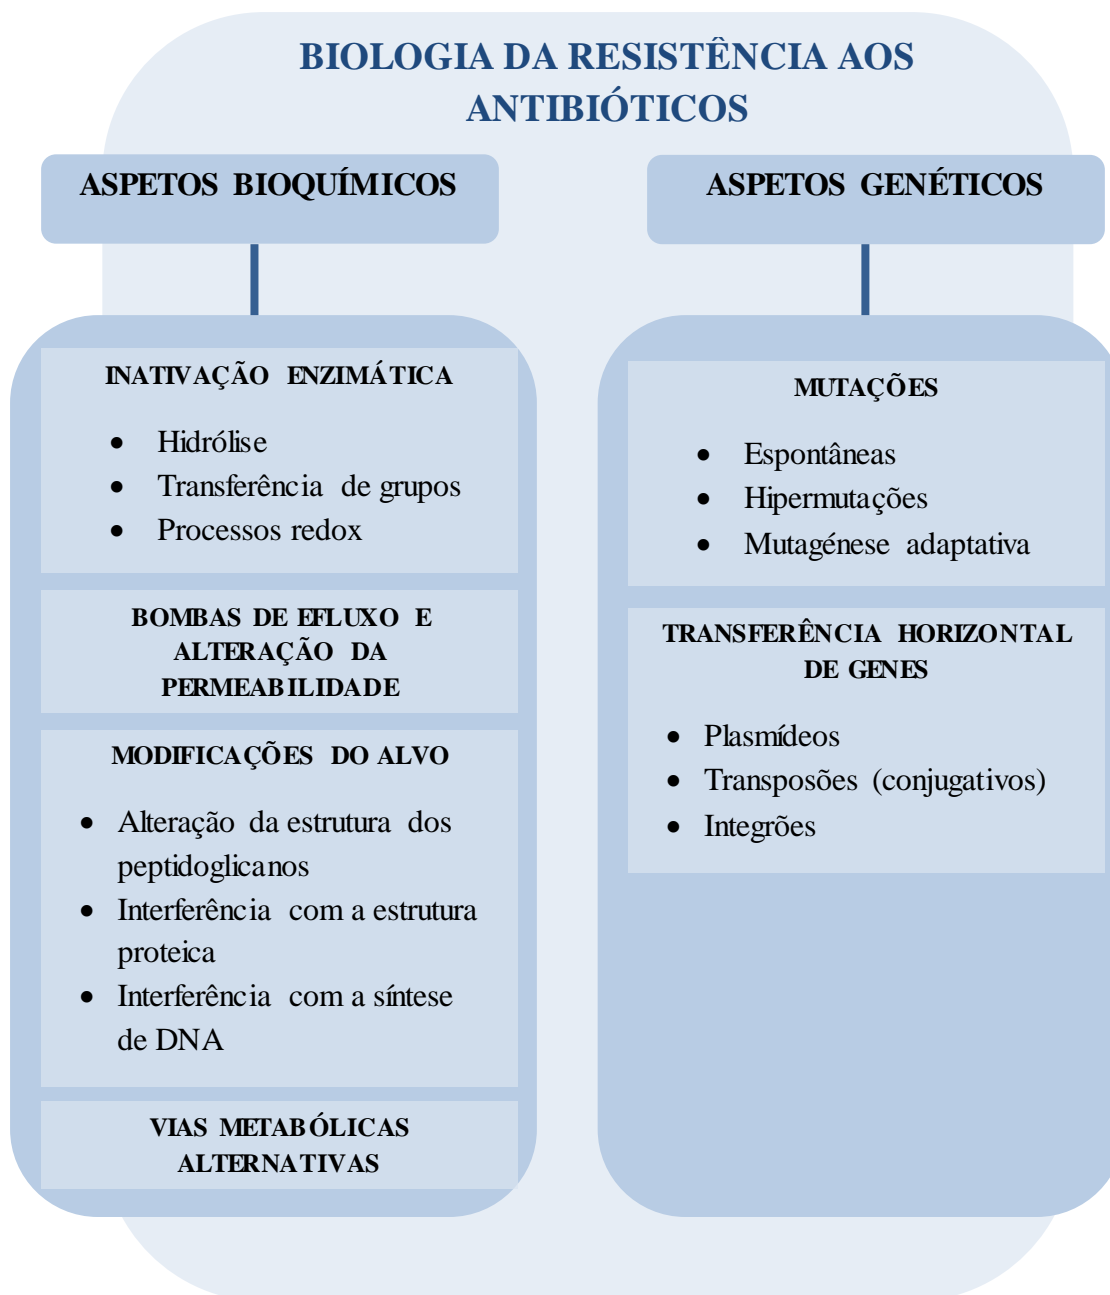 BIOLOGIA DA RESISTÊNCIA AOS
ANTIBIÓTICOS
ASPETOS BIOQUÍMICOS
INATIVAÇÃO ENZIMÁTICA
• Hidrólise
• Transferência de grupos
• Processos redox
BOMBAS DE EFLUXO E
ALTERAÇÃO DA
PERMEABILIDADE
MODIFICAÇÕES DO ALVO
• Alteração da estrutura dos
peptidoglicanos
• Interferência com a estrutura
proteica
• Interferência com a síntese
de DNA
VIAS METABÓLICAS
ALTERNATIVAS
ASPETOS GENÉTICOS
MUTAÇÕES
• Espontâneas
• Hipermutações
• Mutagénese adaptativa
TRANSFERÊNCIA HORIZONTAL
DE GENES
• Plasmídeos
• Transposões (conjugativos)
• Integrões